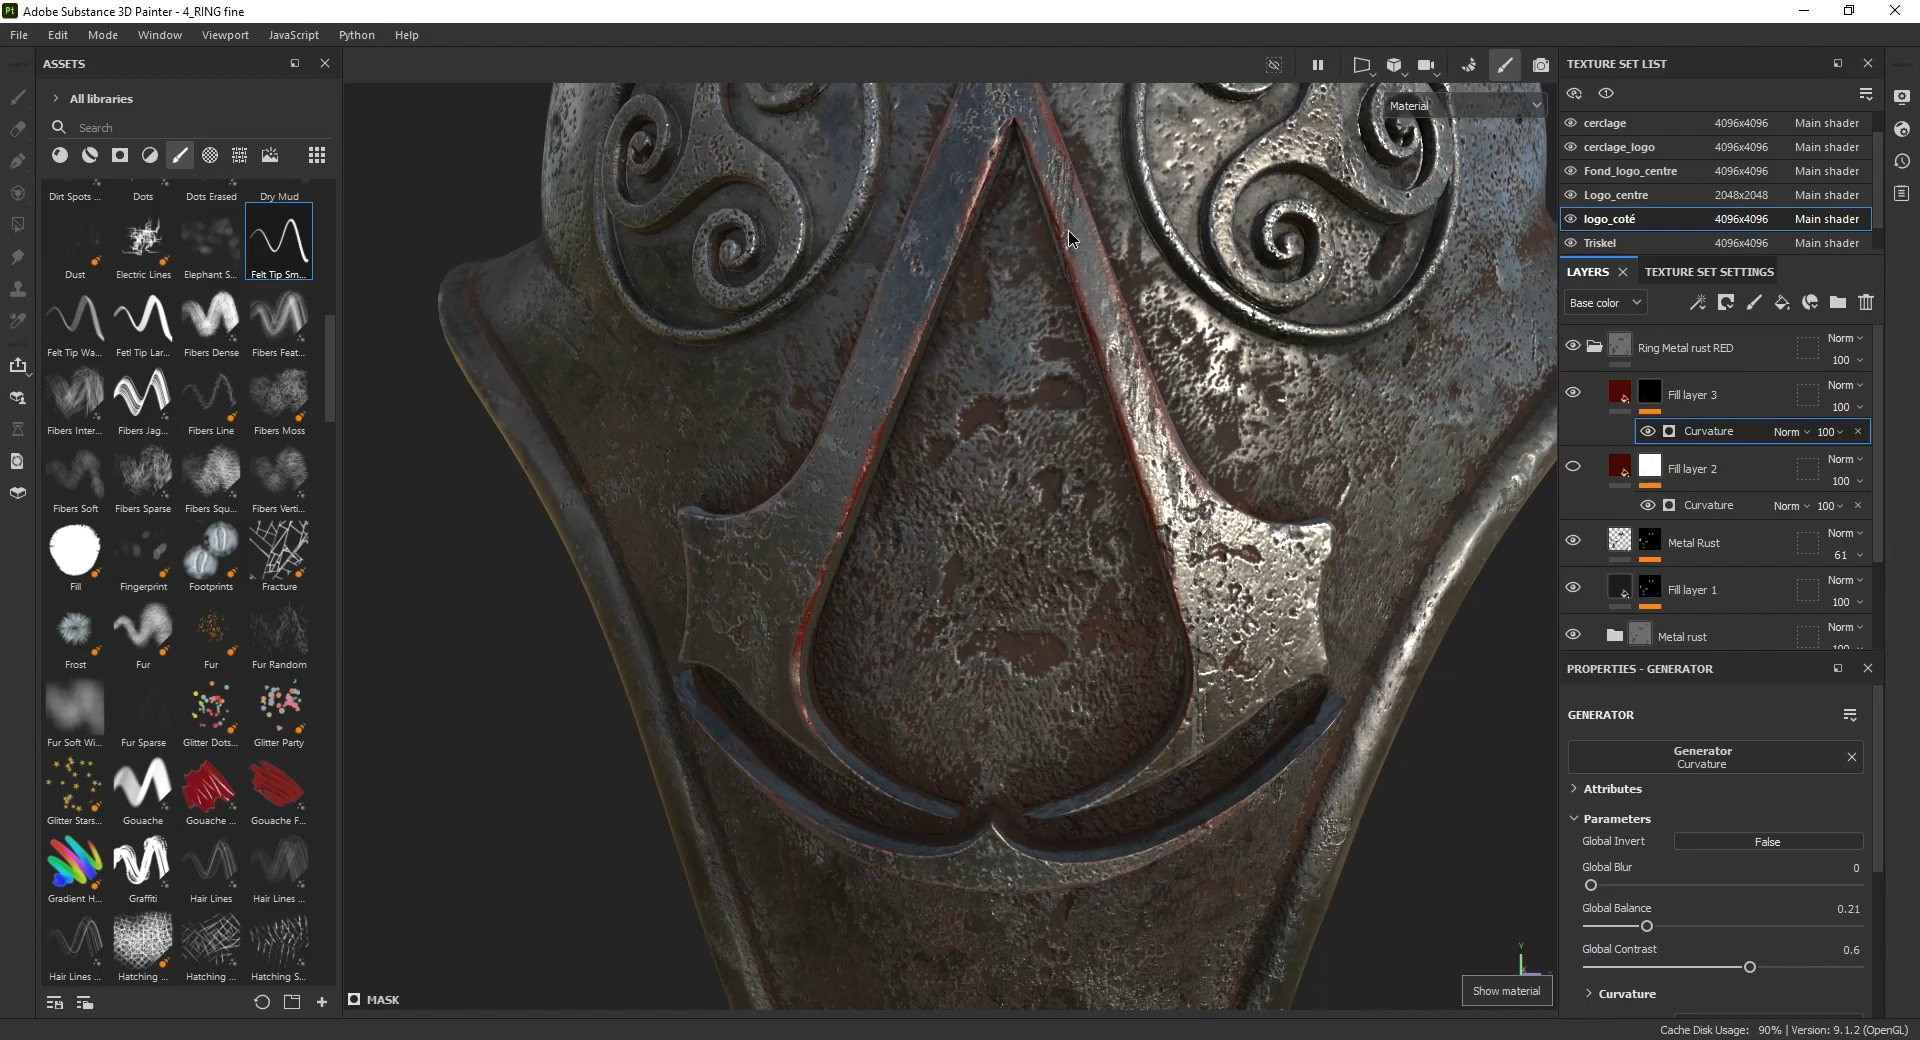 Pt Adobe Substance 3D Painter - 4_RING fine
File Edit Mode Window Viewport JavaScript Python Help
ASSETS
All libraries
Search
Dirt Spots ... Dots Dots Erased Dry Mud
Dust Electric Lines Elephant S... Felt Tip Sm...
Felt Tip Wa... Fetl Tip Lar... Fibers Dense Fibers Feat...
Fibers Inter... Fibers Jag... Fibers Line Fibers Moss
Fibers Soft Fibers Sparse Fibers Squ... Fibers Verti...
Fill Fingerprint Footprints Fracture
Frost Fur Fur Fur Random
Fur Soft Wi... Fur Sparse Glitter Dots... Glitter Party
Glitter Stars... Gouache Gouache ... Gouache F...
Gradient H... Graffiti Hair Lines Hair Lines ...
Hair Lines ... Hatching ... Hatching ... Hatching S...
Material
MASK
Y
Show material
TEXTURE SET LIST
cerclage 4096x4096 Main shader
cerclage_logo 4096x4096 Main shader
Fond_logo_centre 4096x4096 Main shader
Logo_centre 2048x2048 Main shader
logo_coté 4096x4096 Main shader
Triskel 4096x4096 Main shader
LAYERS TEXTURE SET SETTINGS
Base color
Ring Metal rust RED Norm 100
Fill layer 3 Norm 100
Curvature Norm 100
Fill layer 2 Norm 100
Curvature Norm 100
Metal Rust Norm 61
Fill layer 1 Norm 100
Metal rust Norm 100
PROPERTIES - GENERATOR
GENERATOR
Generator
Curvature
Attributes
Parameters
Global Invert False
Global Blur 0
Global Balance 0.21
Global Contrast 0.6
Curvature
Cache Disk Usage: 90% | Version: 9.1.2 (OpenGL)